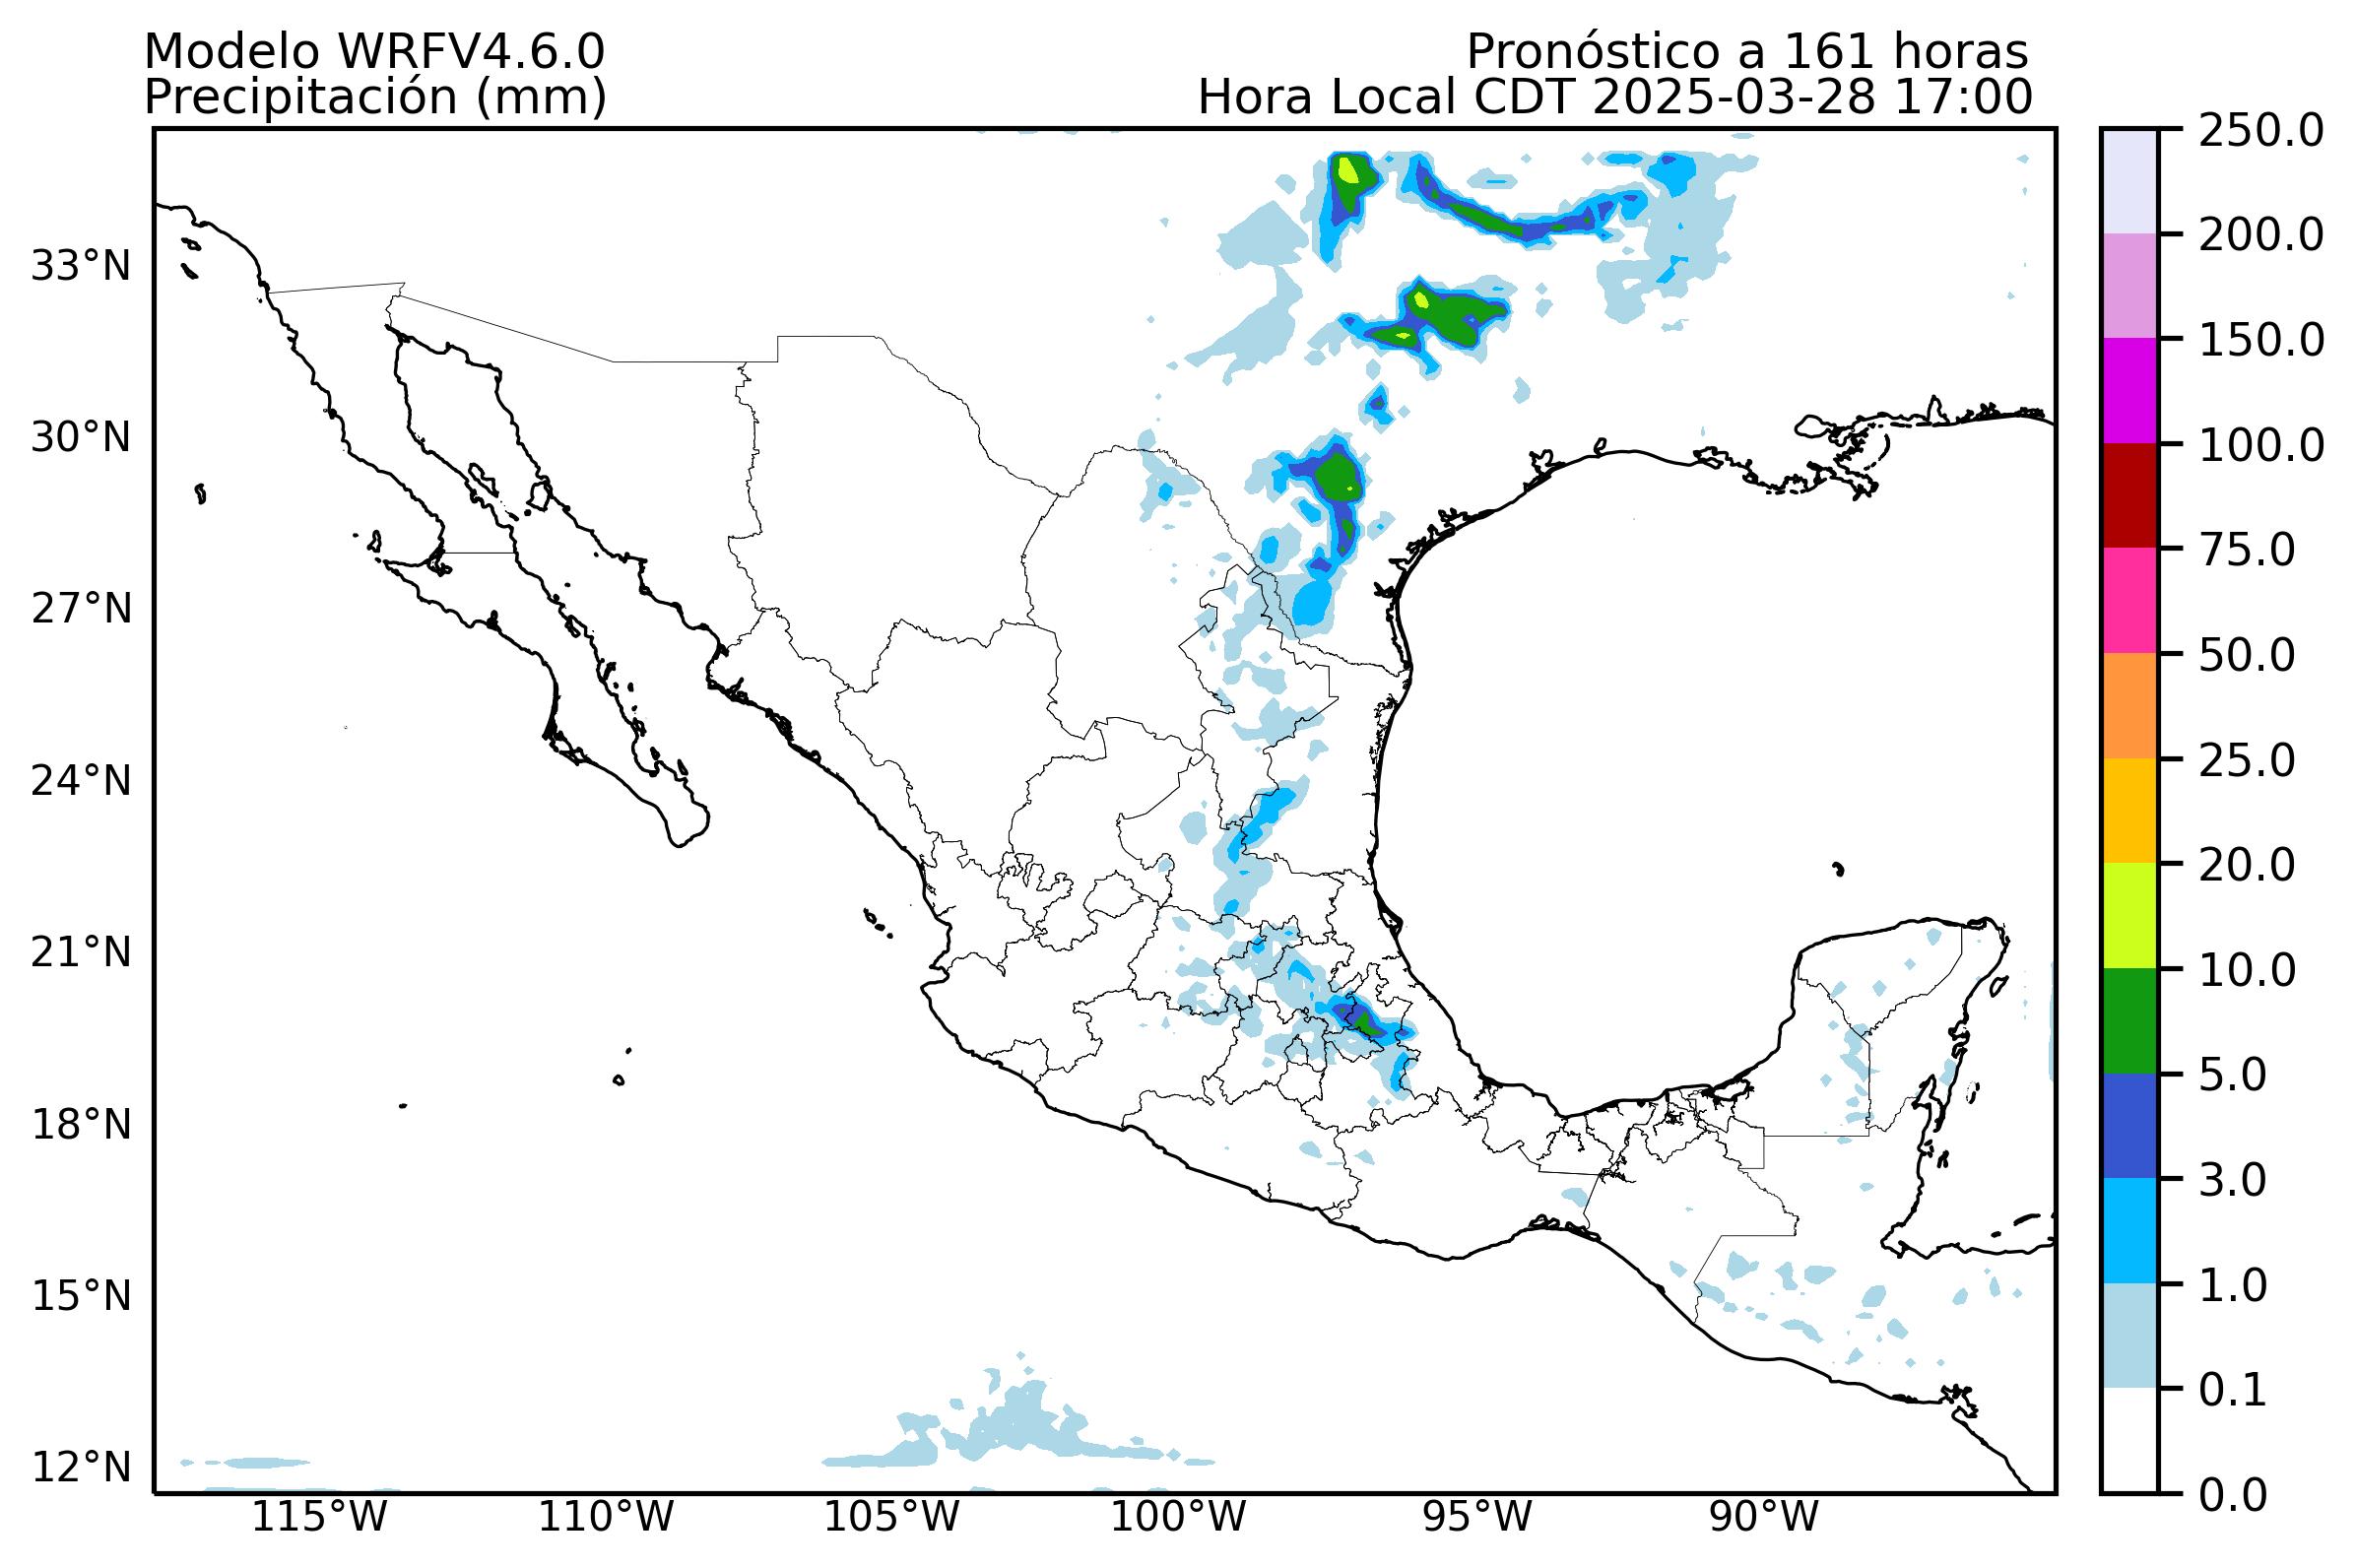 Modelo WRFV4.6.0
Precipitación (mm)
Pronóstico a 161 horas
Hora Local CDT 2025-03-28 17:00
33°N
30°N
27°N
24°N
21°N
18°N
15°N
12°N
115°W
110°W
105°W
100°W
95°W
90°W
250.0
200.0
150.0
100.0
75.0
50.0
25.0
20.0
10.0
5.0
3.0
1.0
0.1
0.0